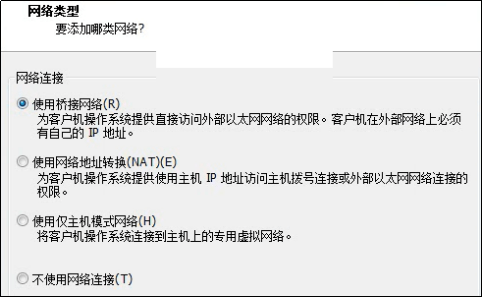 网络类型
要添加哪类网络?
网络连接
使用桥接网络(R)
为客户机操作系统提供直接访问外部以太网网络的权限。客户机在外部网络上必须
有自己的 IP 地址。
使用网络地址转换(NAT)(E)
为客户机操作系统提供使用主机 IP 地址访问主机拨号连接或外部以太网网络连接的
权限。
使用仅主机模式网络(H)
将客户机操作系统连接到主机上的专用虚拟网络。
不使用网络连接(T)